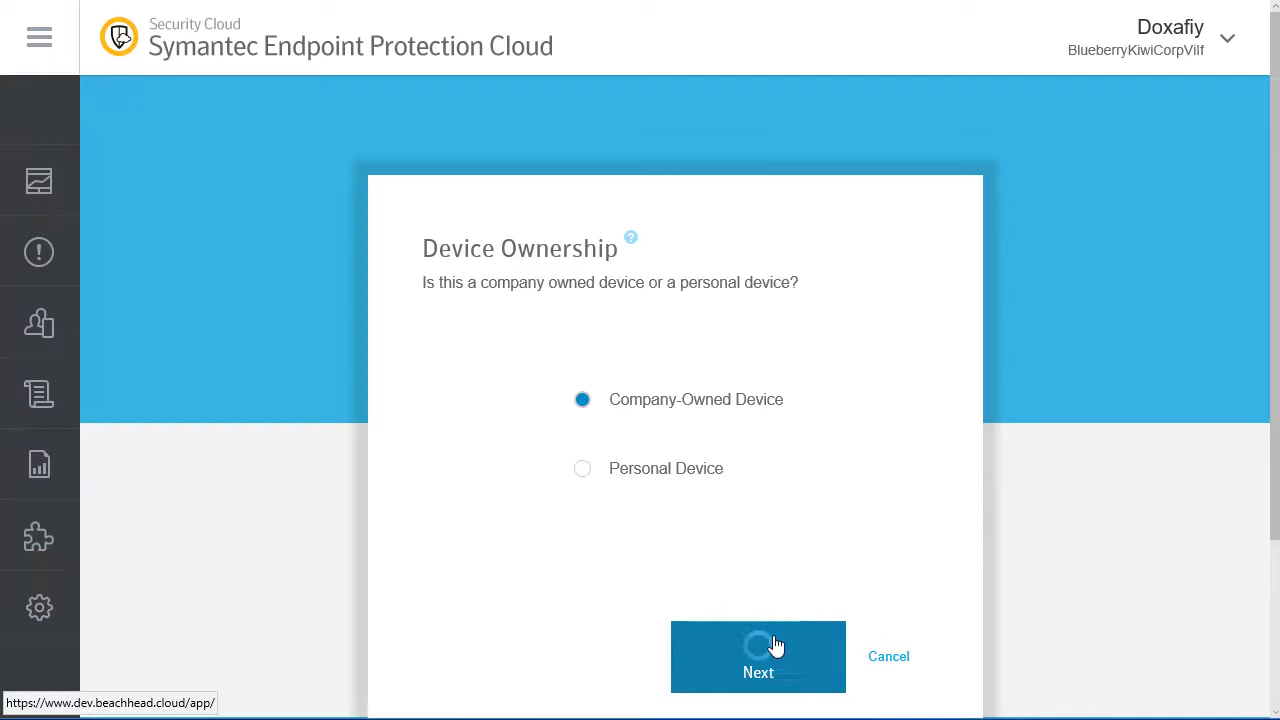 Security Cloud
Symantec Endpoint Protection Cloud
Doxafiy
BlueberryKiwiCorpVilf
Device Ownership ?
Is this a company owned device or a personal device?
Company-Owned Device
Personal Device
Next
Cancel
https://www.dev.beachhead.cloud/app/